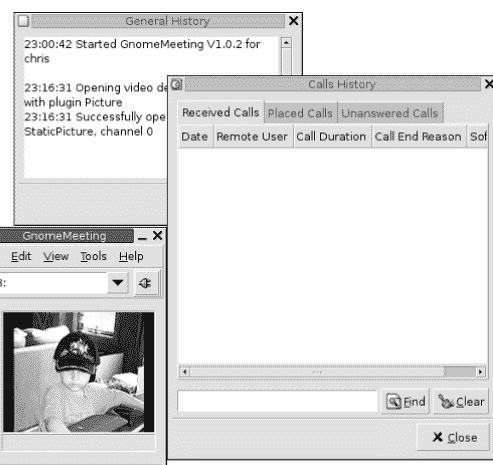 General History
23:00:42 Started GnomeMeeting V1.0.2 for
chris
23:16:31 Opening video de
with plugin Picture
23:16:31 Successfully ope
StaticPicture, channel 0
Calls History
Received Calls Placed Calls Unanswered Calls
Date Remote User Call Duration Call End Reason Sof
Find Clear
Close
GnomeMeeting
Edit View Tools Help